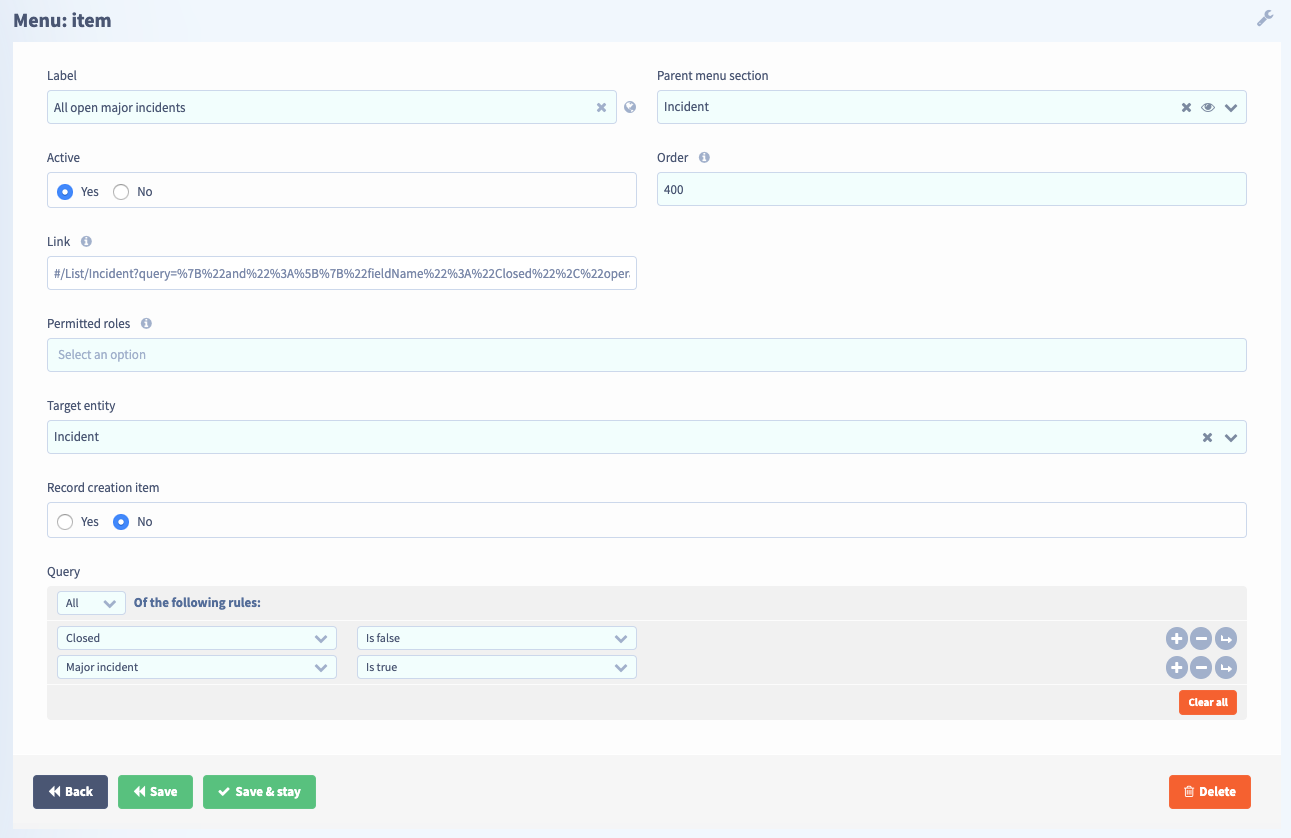 Menu: item
Label
Parent menu section
All open major incidents
Incident
Active
Order
Yes No
400
Link
#/List/Incident?query=%7B%22and%22%3A%5B%7B%22fieldName%22%3A%22Closed%22%2C%22oper
Permitted roles
Select an option
Target entity
Incident
Record creation item
Yes No
Query
All Of the following rules:
Closed Is false
Major incident Is true
Clear all
Back Save Save & stay Delete